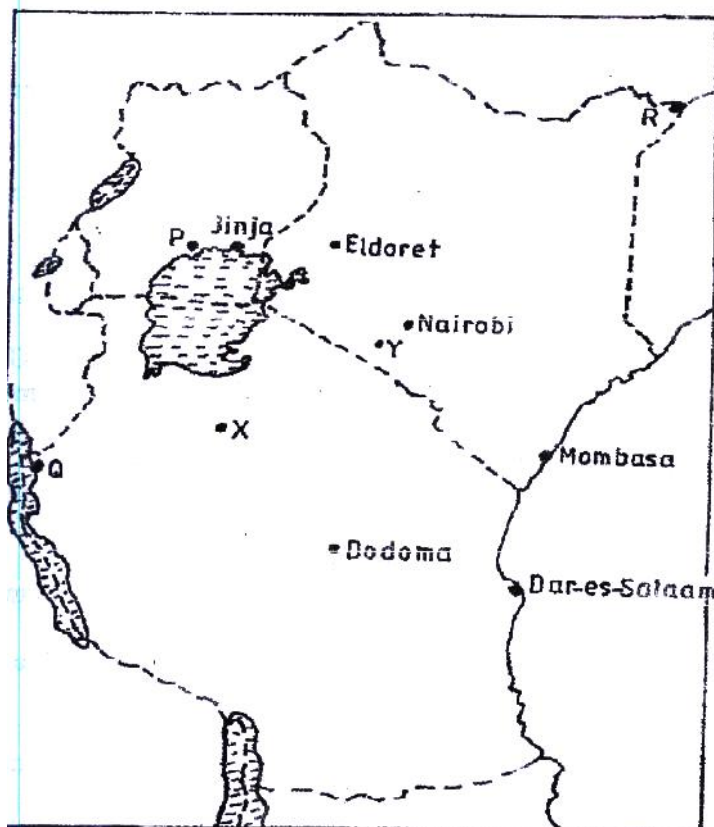 R
P
Jinja
Eldoret
Nairobi
Y
X
Mombasa
Q
Dodoma
Dar-es-Salaam